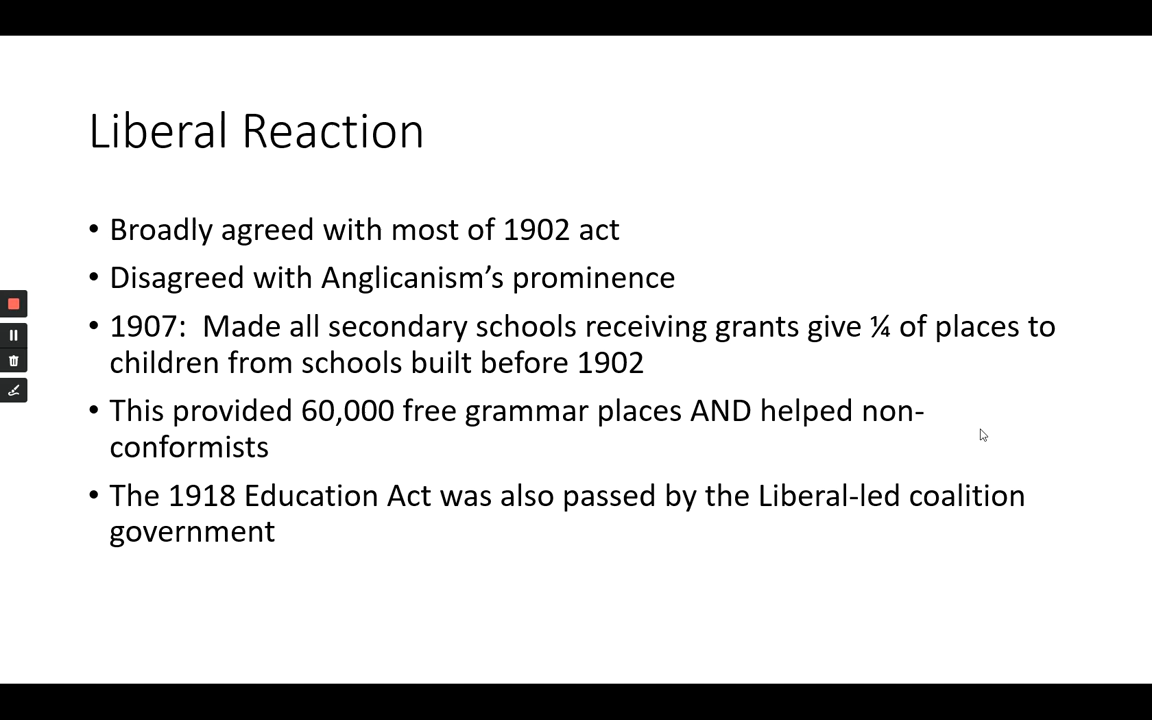 Liberal Reaction
• Broadly agreed with most of 1902 act
• Disagreed with Anglicanism’s prominence
• 1907:  Made all secondary schools receiving grants give ¼ of places to
children from schools built before 1902
• This provided 60,000 free grammar places AND helped non-
conformists
• The 1918 Education Act was also passed by the Liberal-led coalition
government